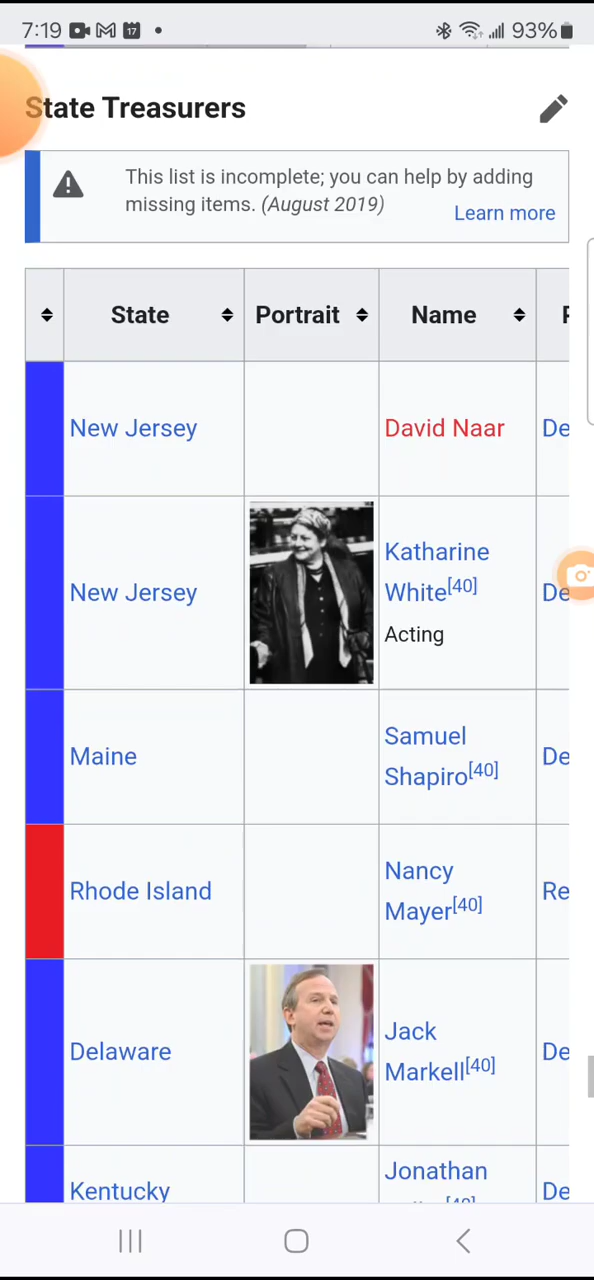 7:19 17 93%
State Treasurers
This list is incomplete; you can help by adding
missing items. (August 2019) Learn more
State Portrait Name
New Jersey David Naar De
New Jersey Katharine White[40] Acting De
Maine Samuel Shapiro[40] De
Rhode Island Nancy Mayer[40] Re
Delaware Jack Markell[40] De
Kentucky Jonathan De